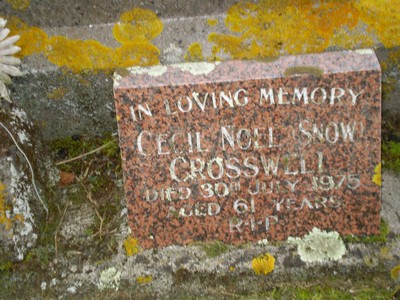 IN LOVING MEMORY
CECIL NOEL (SNOW)
CROSSWELL
DIED 30TH JULY 1975
AGED 61 YEARS
R.I.P.